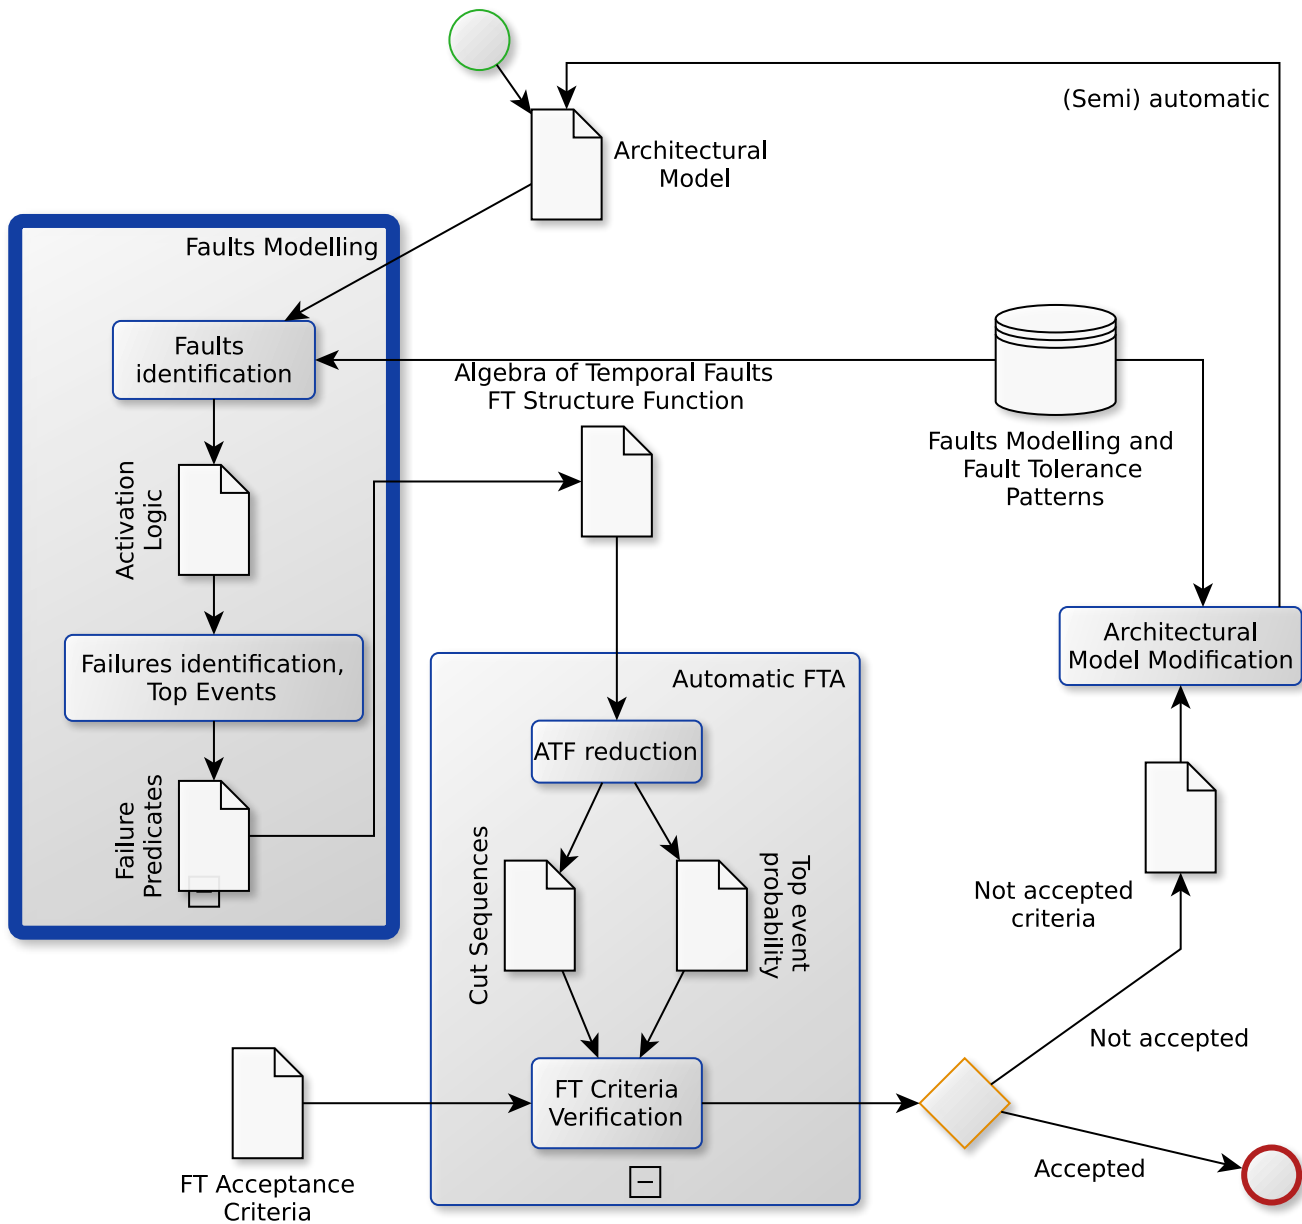 (Semi) automatic
Architectural
Model
Faults Modelling
Faults
identification
Algebra of Temporal Faults
FT Structure Function
Faults Modelling and
Fault Tolerance
Patterns
Activation
Logic
Failures identification,
Top Events
Architectural
Model Modification
Automatic FTA
ATF reduction
Failure
Predicates
Cut Sequences
Top event
probability
Not accepted
criteria
Not accepted
FT Criteria
Verification
Accepted
FT Acceptance
Criteria